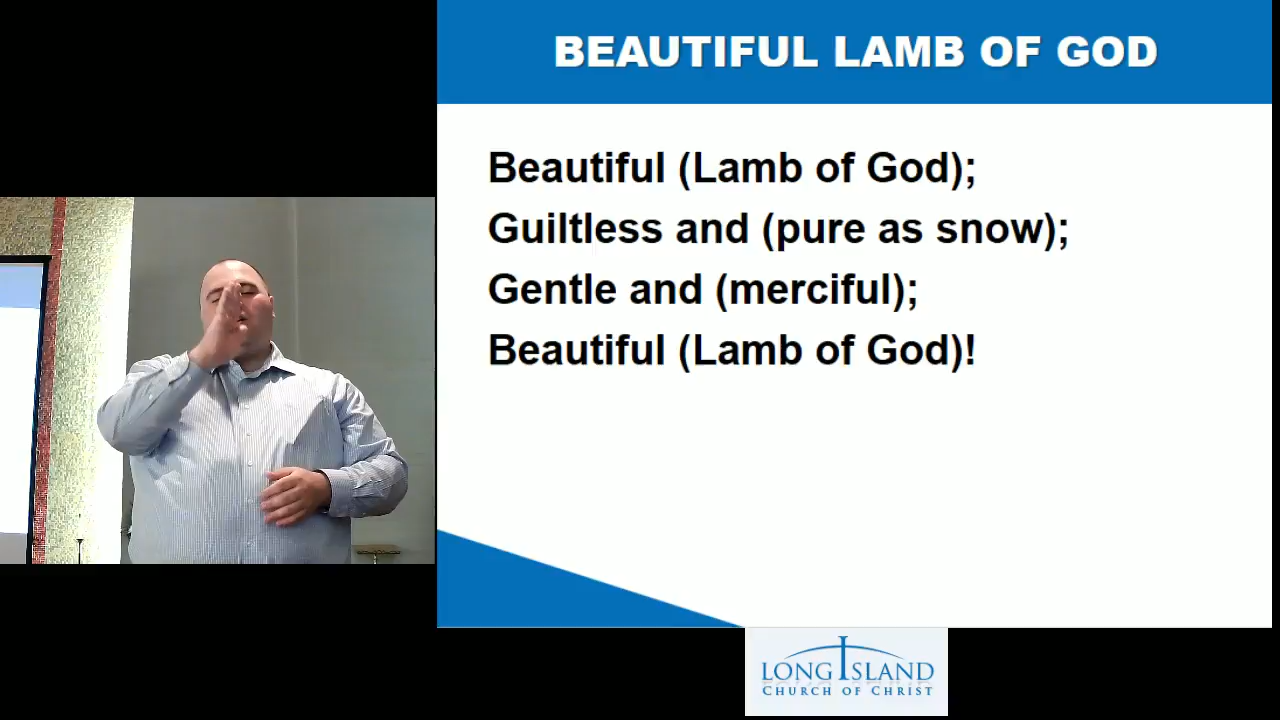 BEAUTIFUL LAMB OF GOD
Beautiful (Lamb of God);
Guiltless and (pure as snow);
Gentle and (merciful);
Beautiful (Lamb of God)!
LONG ISLAND
CHURCH OF CHRIST